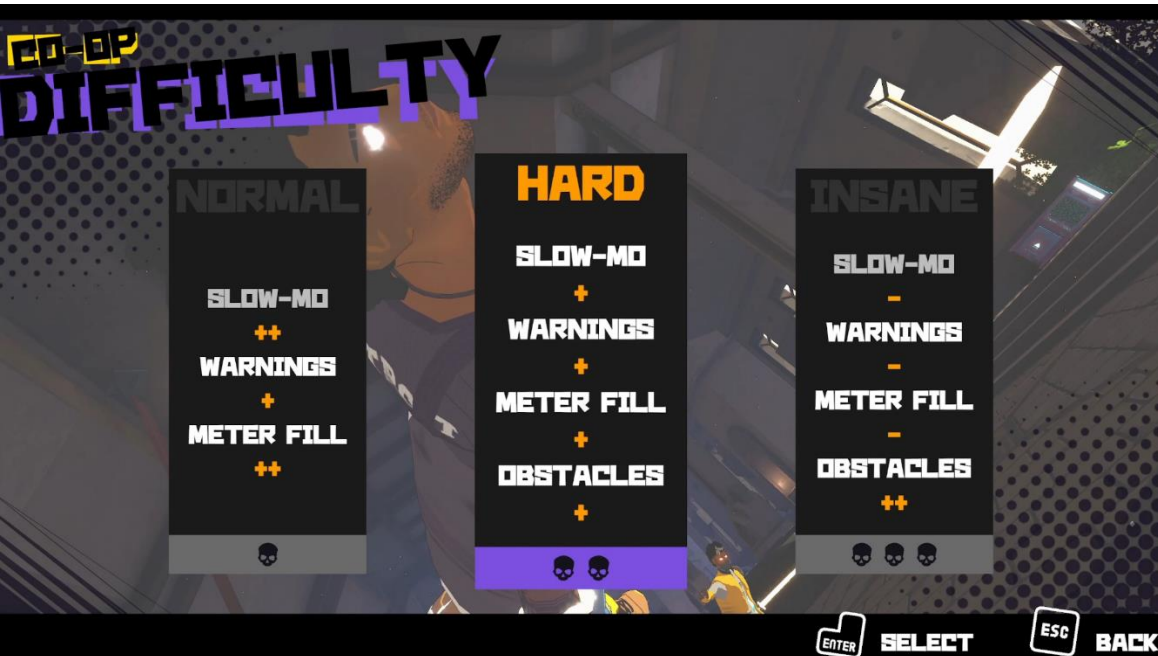 CO-OP
DIFFICULTY
NORMAL
SLOW-MO
++
WARNINGS
+
METER FILL
++
HARD
SLOW-MO
+
WARNINGS
+
METER FILL
+
OBSTACLES
+
INSANE
SLOW-MO
-
WARNINGS
-
METER FILL
-
OBSTACLES
++
ENTER SELECT
ESC BACK